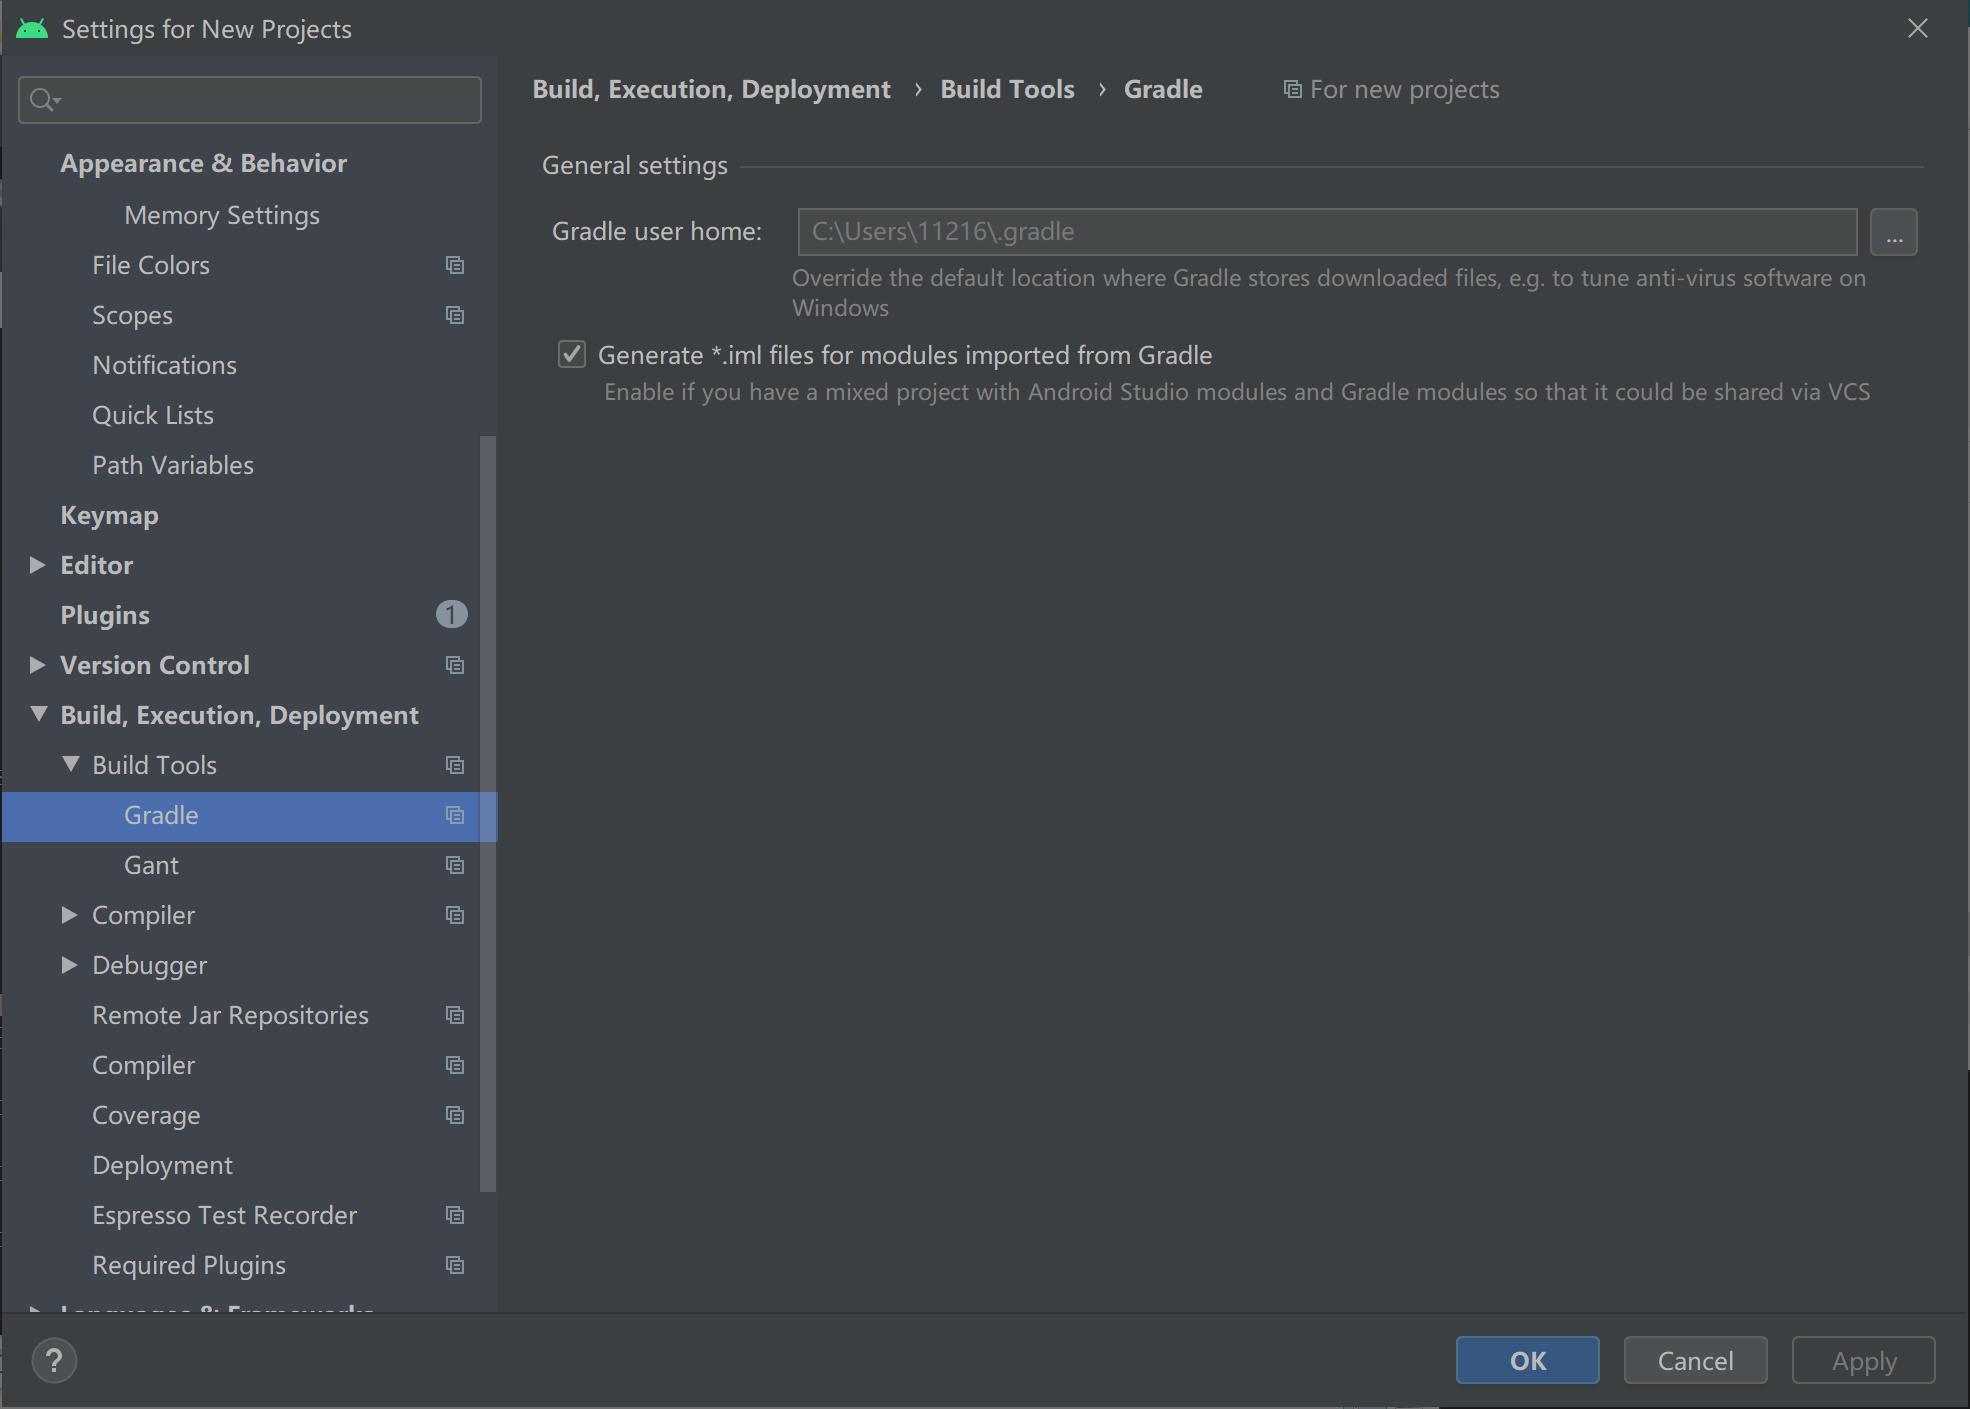 Settings for New Projects
Appearance & Behavior
Memory Settings
File Colors
Scopes
Notifications
Quick Lists
Path Variables
Keymap
Editor
Plugins 1
Version Control
Build, Execution, Deployment
Build Tools
Gradle
Gant
Compiler
Debugger
Remote Jar Repositories
Compiler
Coverage
Deployment
Espresso Test Recorder
Required Plugins
Languages & Frameworks
Build, Execution, Deployment › Build Tools › Gradle For new projects
General settings
Gradle user home: C:\Users\11216\.gradle ...
Override the default location where Gradle stores downloaded files, e.g. to tune anti-virus software on
Windows
Generate *.iml files for modules imported from Gradle
Enable if you have a mixed project with Android Studio modules and Gradle modules so that it could be shared via VCS
? OK Cancel Apply